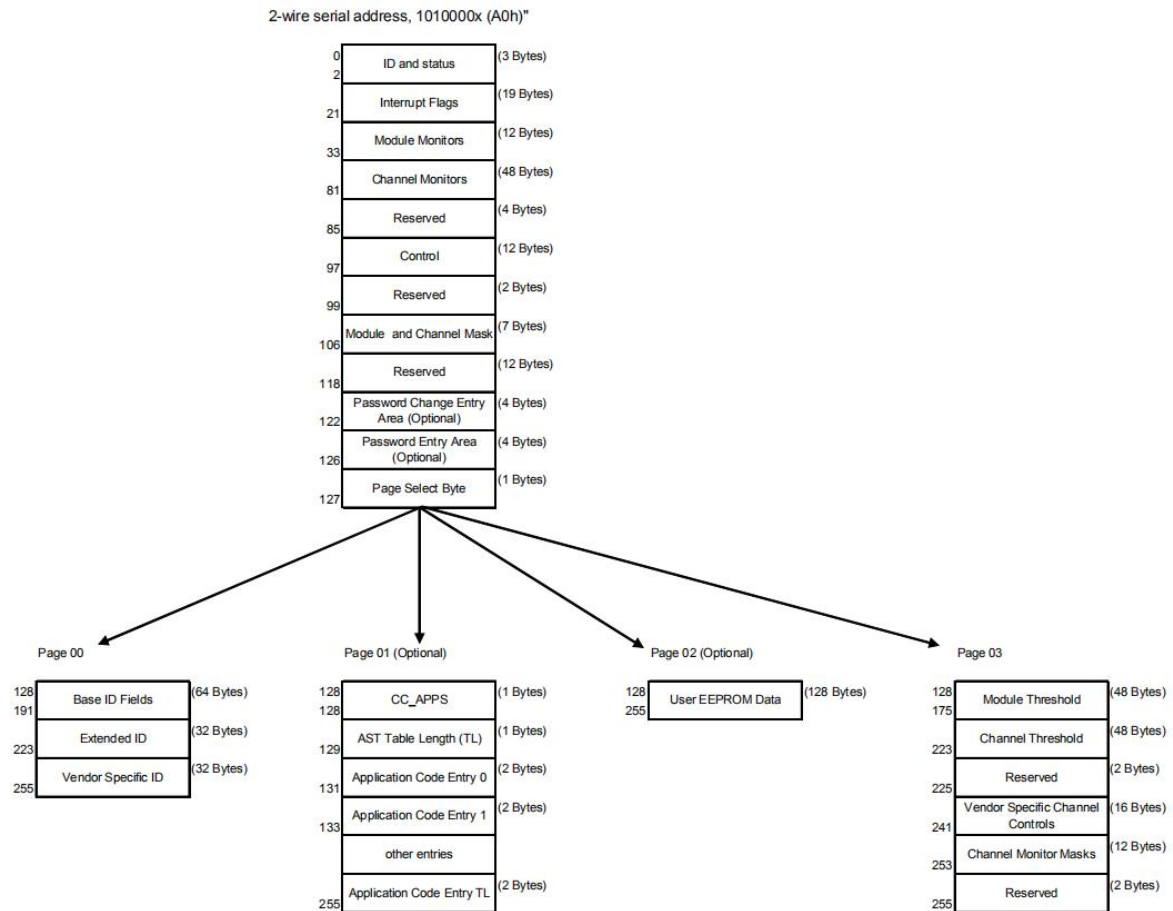 2-wire serial address, 1010000x (A0h)"
0
ID and status
(3 Bytes)
2
Interrupt Flags
(19 Bytes)
21
Module Monitors
(12 Bytes)
33
Channel Monitors
(48 Bytes)
81
Reserved
(4 Bytes)
85
Control
(12 Bytes)
97
Reserved
(2 Bytes)
99
Module and Channel Mask
(7 Bytes)
106
Reserved
(12 Bytes)
118
Password Change Entry
Area (Optional)
(4 Bytes)
122
Password Entry Area
(Optional)
(4 Bytes)
126
Page Select Byte
(1 Bytes)
127
Page 00
128
Base ID Fields
(64 Bytes)
191
Extended ID
(32 Bytes)
223
Vendor Specific ID
(32 Bytes)
255
Page 01 (Optional)
128
CC_APPS
(1 Bytes)
128
AST Table Length (TL)
(1 Bytes)
129
Application Code Entry 0
(2 Bytes)
131
Application Code Entry 1
(2 Bytes)
133
other entries
Application Code Entry TL
(2 Bytes)
255
Page 02 (Optional)
128
User EEPROM Data
(128 Bytes)
255
Page 03
128
Module Threshold
(48 Bytes)
175
Channel Threshold
(48 Bytes)
223
Reserved
(2 Bytes)
225
Vendor Specific Channel
Controls
(16 Bytes)
241
Channel Monitor Masks
(12 Bytes)
253
Reserved
(2 Bytes)
255